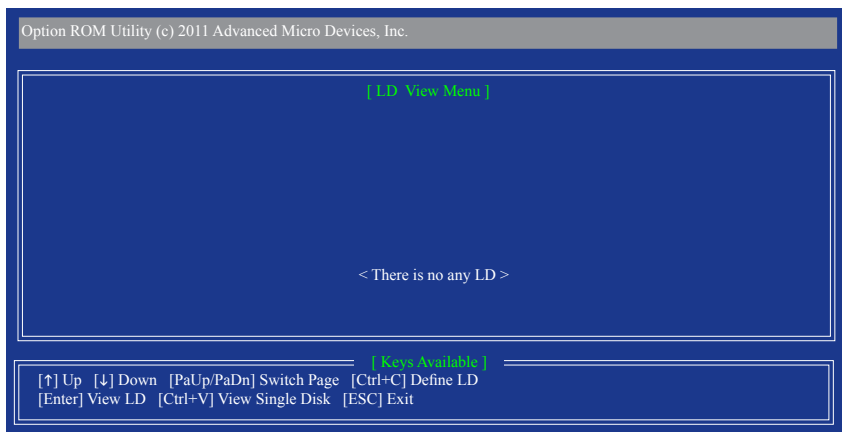 Option ROM Utility (c) 2011 Advanced Micro Devices, Inc.
[ LD View Menu ]
< There is no any LD >
[ Keys Available ]
[↑] Up [↓] Down [PaUp/PaDn] Switch Page [Ctrl+C] Define LD
[Enter] View LD [Ctrl+V] View Single Disk [ESC] Exit